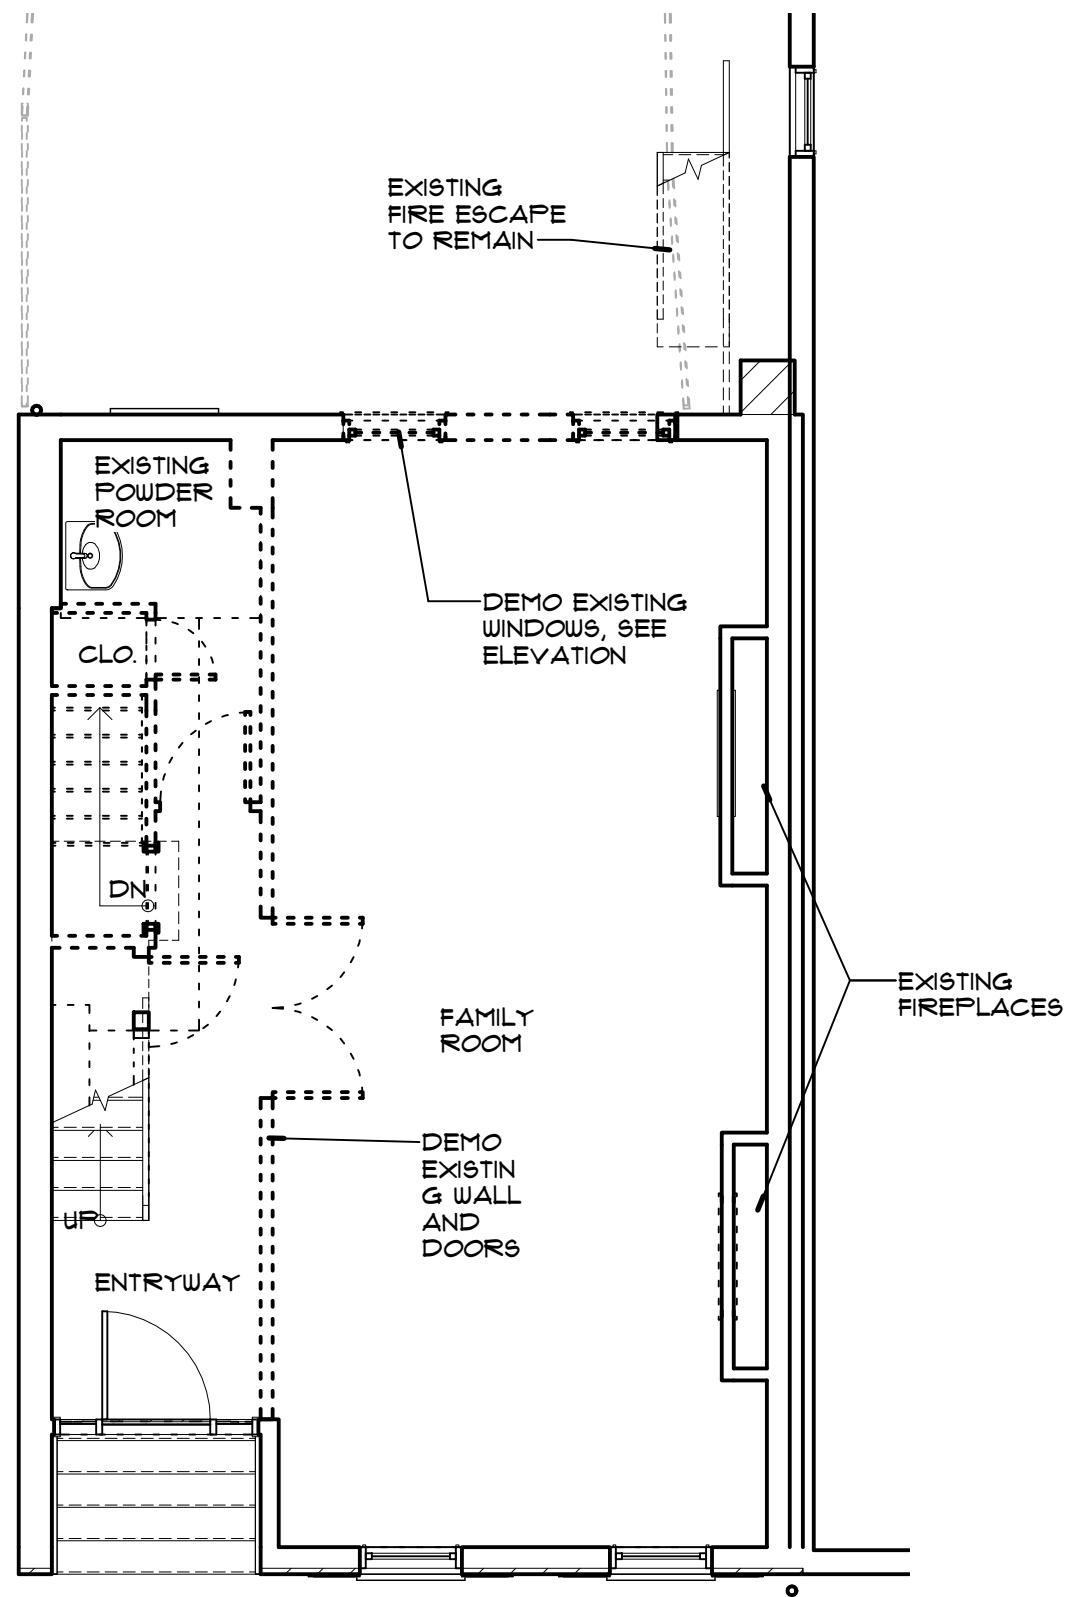 EXISTING
FIRE ESCAPE
TO REMAIN
EXISTING
POWDER
ROOM
DEMO EXISTING
WINDOWS, SEE
ELEVATION
CLO.
DN
EXISTING
FIREPLACES
FAMILY
ROOM
DEMO
EXISTIN
G WALL
AND
DOORS
UP
ENTRYWAY